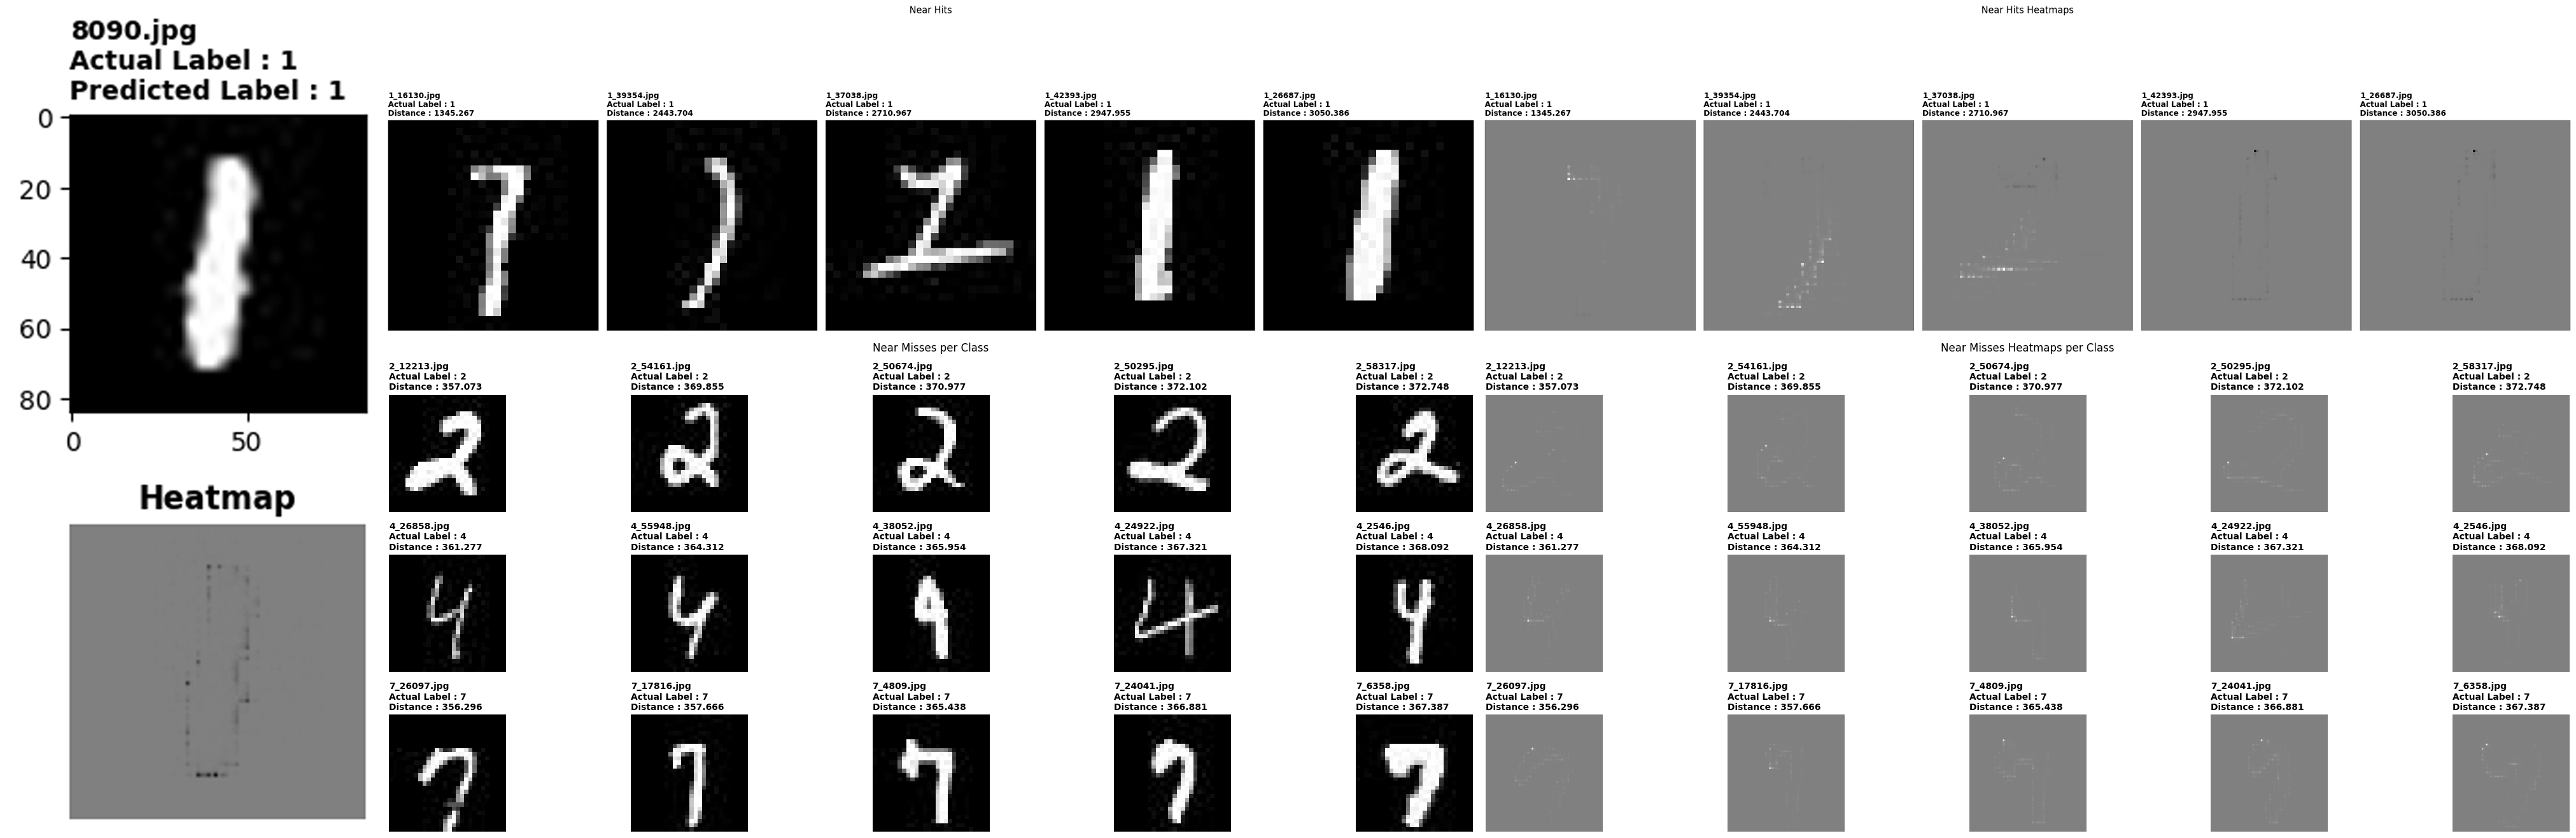 Near Hits
Near Hits Heatmaps
8090.jpg
Actual Label : 1
Predicted Label : 1
0
20
40
60
80
0 50
Heatmap
1_16130.jpg
Actual Label : 1
Distance : 1345.267
1_39354.jpg
Actual Label : 1
Distance : 2443.704
1_37038.jpg
Actual Label : 1
Distance : 2710.967
1_42393.jpg
Actual Label : 1
Distance : 2947.955
1_26687.jpg
Actual Label : 1
Distance : 3050.386
1_16130.jpg
Actual Label : 1
Distance : 1345.267
1_39354.jpg
Actual Label : 1
Distance : 2443.704
1_37038.jpg
Actual Label : 1
Distance : 2710.967
1_42393.jpg
Actual Label : 1
Distance : 2947.955
1_26687.jpg
Actual Label : 1
Distance : 3050.386
Near Misses per Class
Near Misses Heatmaps per Class
2_12213.jpg
Actual Label : 2
Distance : 357.073
2_54161.jpg
Actual Label : 2
Distance : 369.855
2_50674.jpg
Actual Label : 2
Distance : 370.977
2_50295.jpg
Actual Label : 2
Distance : 372.102
2_58317.jpg
Actual Label : 2
Distance : 372.748
2_12213.jpg
Actual Label : 2
Distance : 357.073
2_54161.jpg
Actual Label : 2
Distance : 369.855
2_50674.jpg
Actual Label : 2
Distance : 370.977
2_50295.jpg
Actual Label : 2
Distance : 372.102
2_58317.jpg
Actual Label : 2
Distance : 372.748
4_26858.jpg
Actual Label : 4
Distance : 361.277
4_55948.jpg
Actual Label : 4
Distance : 364.312
4_38052.jpg
Actual Label : 4
Distance : 365.954
4_24922.jpg
Actual Label : 4
Distance : 367.321
4_2546.jpg
Actual Label : 4
Distance : 368.092
4_26858.jpg
Actual Label : 4
Distance : 361.277
4_55948.jpg
Actual Label : 4
Distance : 364.312
4_38052.jpg
Actual Label : 4
Distance : 365.954
4_24922.jpg
Actual Label : 4
Distance : 367.321
4_2546.jpg
Actual Label : 4
Distance : 368.092
7_26097.jpg
Actual Label : 7
Distance : 356.296
7_17816.jpg
Actual Label : 7
Distance : 357.666
7_4809.jpg
Actual Label : 7
Distance : 365.438
7_24041.jpg
Actual Label : 7
Distance : 366.881
7_6358.jpg
Actual Label : 7
Distance : 367.387
7_26097.jpg
Actual Label : 7
Distance : 356.296
7_17816.jpg
Actual Label : 7
Distance : 357.666
7_4809.jpg
Actual Label : 7
Distance : 365.438
7_24041.jpg
Actual Label : 7
Distance : 366.881
7_6358.jpg
Actual Label : 7
Distance : 367.387